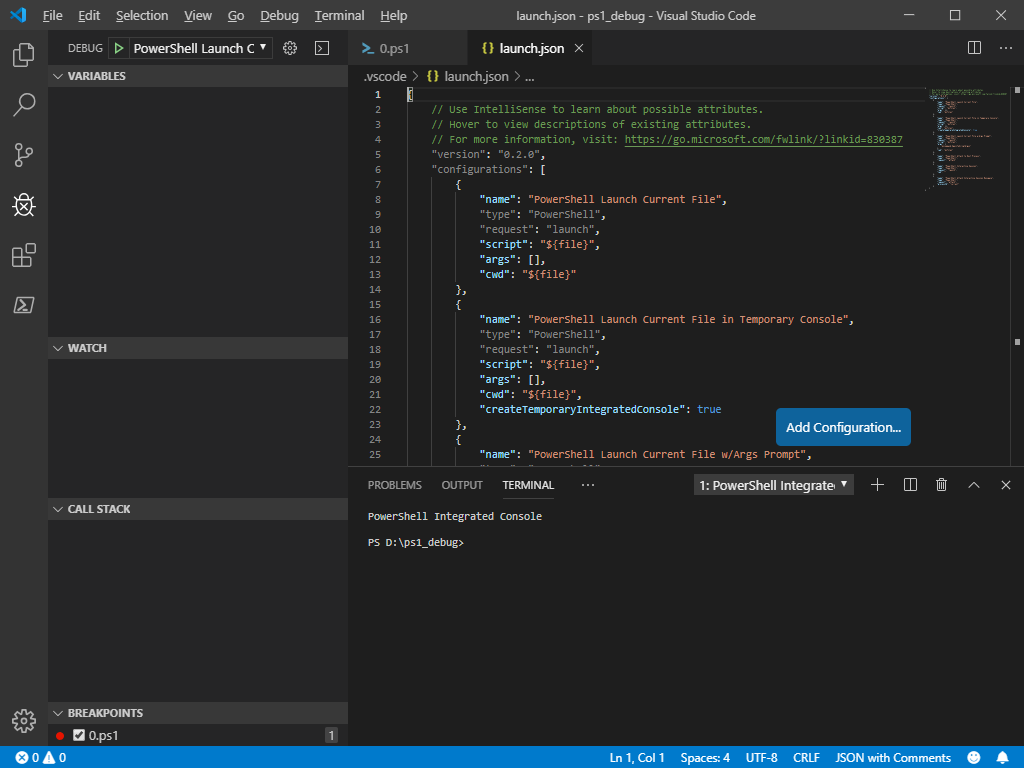 File Edit Selection View Go Debug Terminal Help launch.json - ps1_debug - Visual Studio Code
DEBUG PowerShell Launch C
0.ps1 {} launch.json
.vscode > {} launch.json > ...
VARIABLES
WATCH
CALL STACK
BREAKPOINTS
0.ps1 1
1 {
2 // Use IntelliSense to learn about possible attributes.
3 // Hover to view descriptions of existing attributes.
4 // For more information, visit: https://go.microsoft.com/fwlink/?linkid=830387
5 "version": "0.2.0",
6 "configurations": [
7 {
8 "name": "PowerShell Launch Current File",
9 "type": "PowerShell",
10 "request": "launch",
11 "script": "${file}",
12 "args": [],
13 "cwd": "${file}"
14 },
15 {
16 "name": "PowerShell Launch Current File in Temporary Console",
17 "type": "PowerShell",
18 "request": "launch",
19 "script": "${file}",
20 "args": [],
21 "cwd": "${file}",
22 "createTemporaryIntegratedConsole": true
23 },
24 {
25 "name": "PowerShell Launch Current File w/Args Prompt",
Add Configuration...
PROBLEMS OUTPUT TERMINAL ... 1: PowerShell Integrate
PowerShell Integrated Console
PS D:\ps1_debug>
0 0 Ln 1, Col 1 Spaces: 4 UTF-8 CRLF JSON with Comments